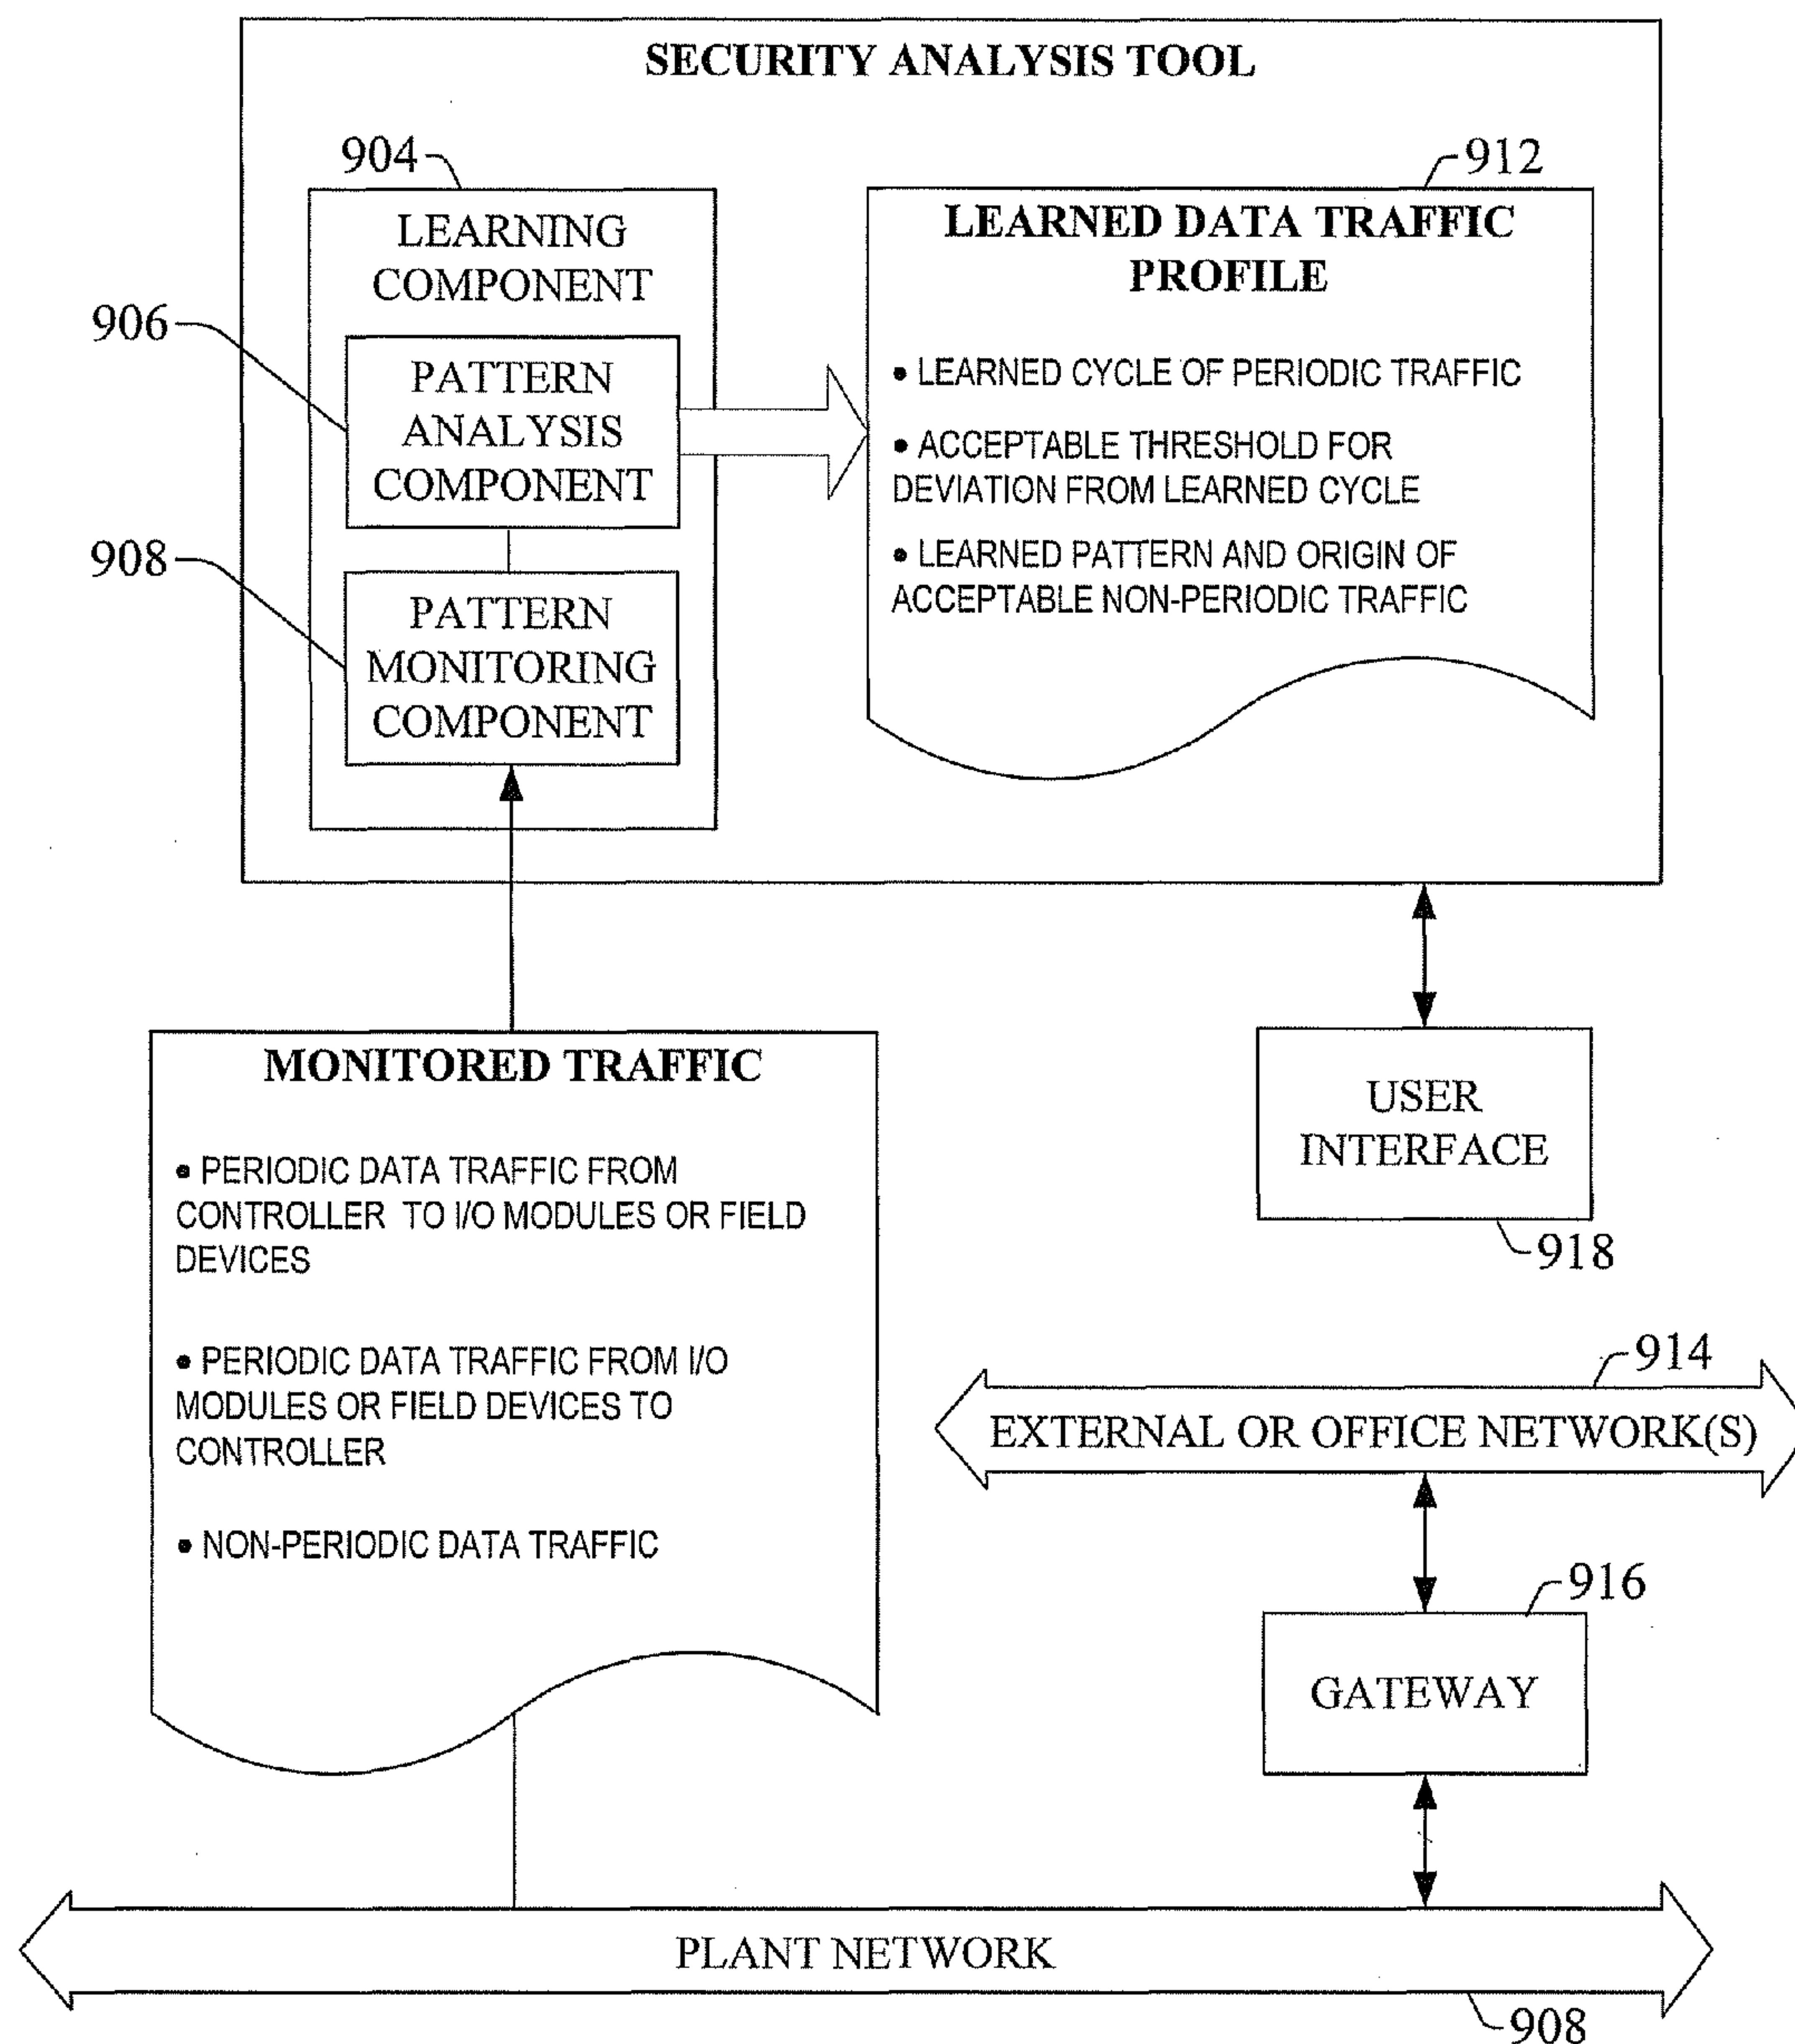 SECURITY ANALYSIS TOOL
904
LEARNING
COMPONENT
906
PATTERN
ANALYSIS
COMPONENT
908
PATTERN
MONITORING
COMPONENT
912
LEARNED DATA TRAFFIC
PROFILE
• LEARNED CYCLE OF PERIODIC TRAFFIC
• ACCEPTABLE THRESHOLD FOR
DEVIATION FROM LEARNED CYCLE
• LEARNED PATTERN AND ORIGIN OF
ACCEPTABLE NON-PERIODIC TRAFFIC
MONITORED TRAFFIC
• PERIODIC DATA TRAFFIC FROM
CONTROLLER TO I/O MODULES OR FIELD
DEVICES
• PERIODIC DATA TRAFFIC FROM I/O
MODULES OR FIELD DEVICES TO
CONTROLLER
• NON-PERIODIC DATA TRAFFIC
USER
INTERFACE
918
914
EXTERNAL OR OFFICE NETWORK(S)
916
GATEWAY
PLANT NETWORK
908